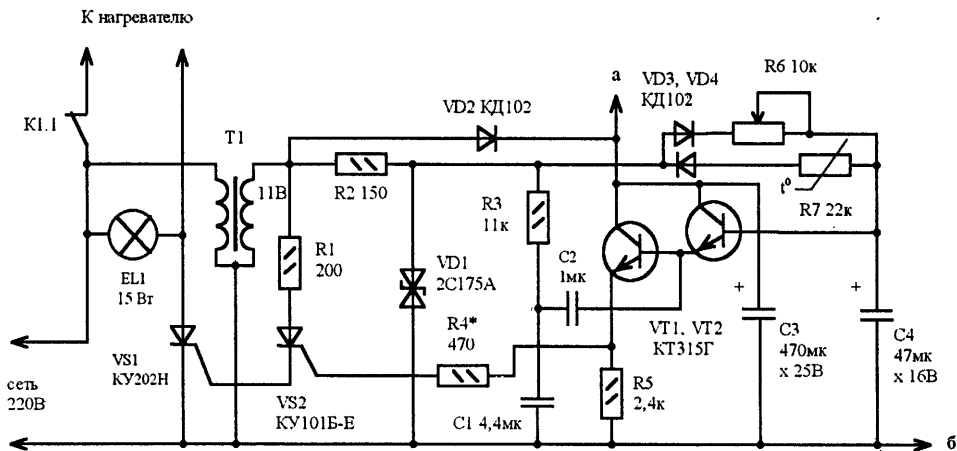 К нагревателю
К1.1
Т1
11В
EL1
15 Вт
VS1
КУ202Н
сеть
220В
R1
200
VS2
КУ101Б-Е
VD2 КД102
R2 150
VD1
2С175А
R3
11к
R4*
470
C2
1мк
C1 4,4мк
а
VD3, VD4
КД102
R6 10к
t°
R7 22к
VT1, VT2
КТ315Г
R5
2,4к
+
C3
470мк
х 25В
+
C4
47мк
х 16В
б